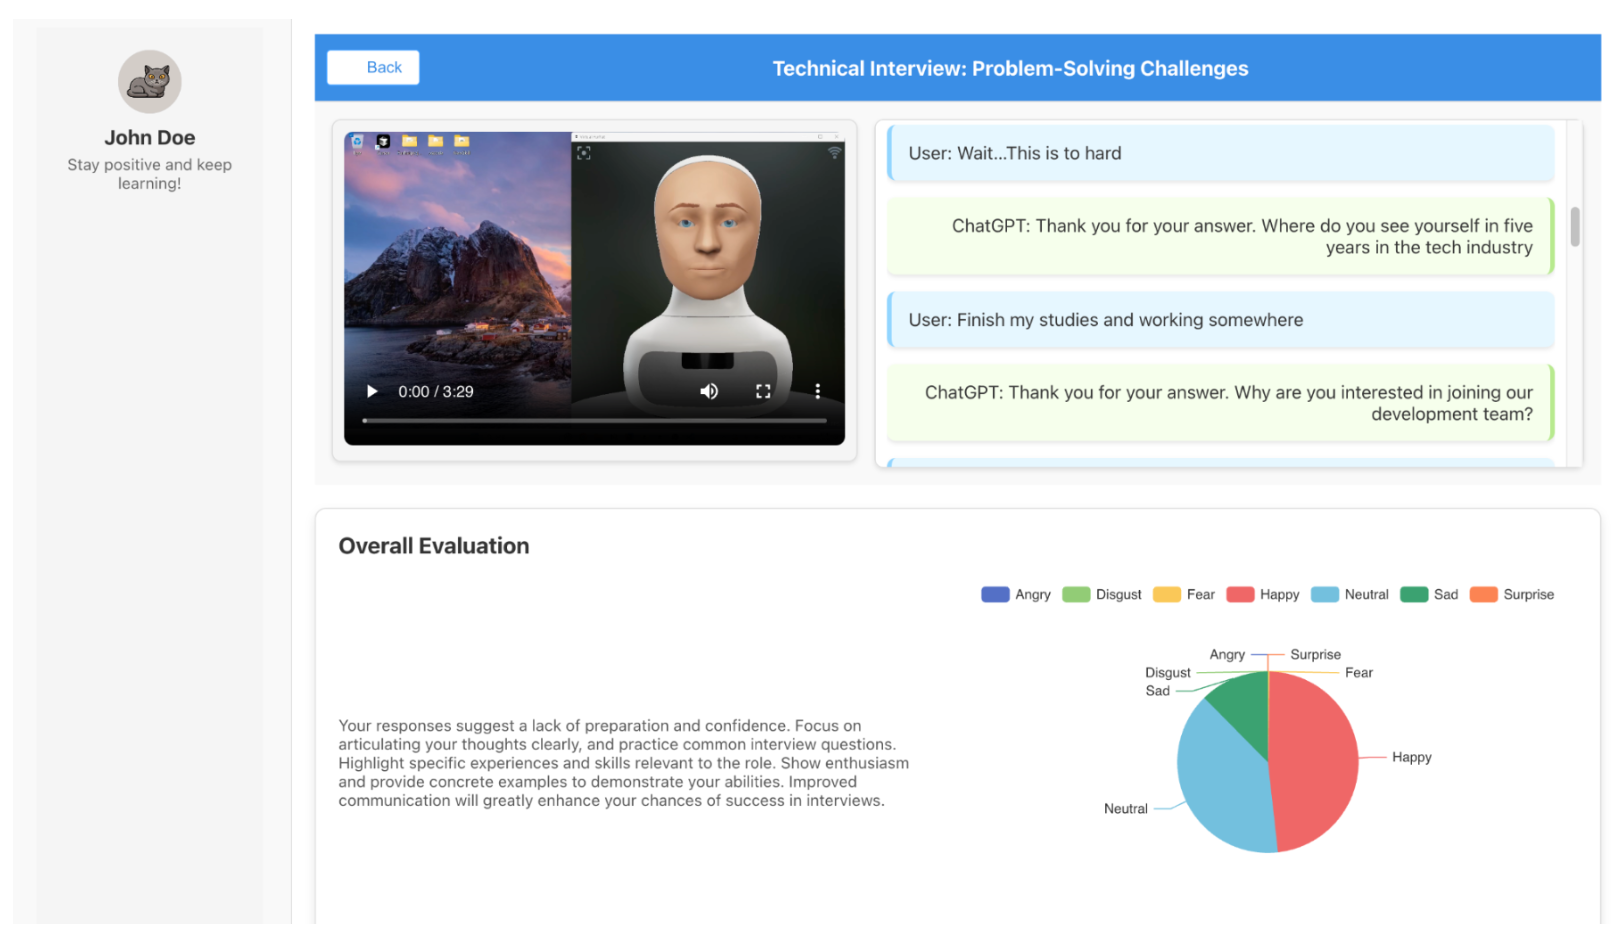 John Doe
Stay positive and keep
learning!
Back
Technical Interview: Problem-Solving Challenges
0:00 / 3:29
User: Wait...This is to hard
ChatGPT: Thank you for your answer. Where do you see yourself in five
years in the tech industry
User: Finish my studies and working somewhere
ChatGPT: Thank you for your answer. Why are you interested in joining our
development team?
Overall Evaluation
Angry Disgust Fear Happy Neutral Sad Surprise
Your responses suggest a lack of preparation and confidence. Focus on
articulating your thoughts clearly, and practice common interview questions.
Highlight specific experiences and skills relevant to the role. Show enthusiasm
and provide concrete examples to demonstrate your abilities. Improved
communication will greatly enhance your chances of success in interviews.
Angry
Surprise
Disgust
Fear
Sad
Happy
Neutral